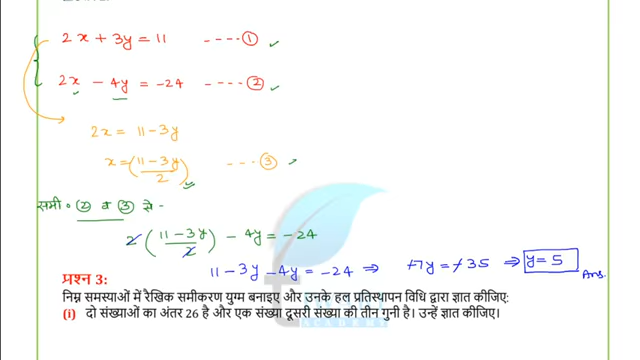 2x + 3y = 11 ---- ①
2x - 4y = -24 ---- ②
2x = 11 - 3y
x = (11 - 3y / 2) --- ③
समी० ② व ③ से -
2 (11 - 3y / 2) - 4y = -24
11 - 3y - 4y = -24 ⇒ -7y = -35 ⇒ y = 5 Ans.
प्रश्न 3:
निम्न समस्याओं में रैखिक समीकरण युग्म बनाइए और उनके हल प्रतिस्थापन विधि द्वारा ज्ञात कीजिए:
(i) दो संख्याओं का अंतर 26 है और एक संख्या दूसरी संख्या की तीन गुनी है। उन्हें ज्ञात कीजिए।
ACADEMY